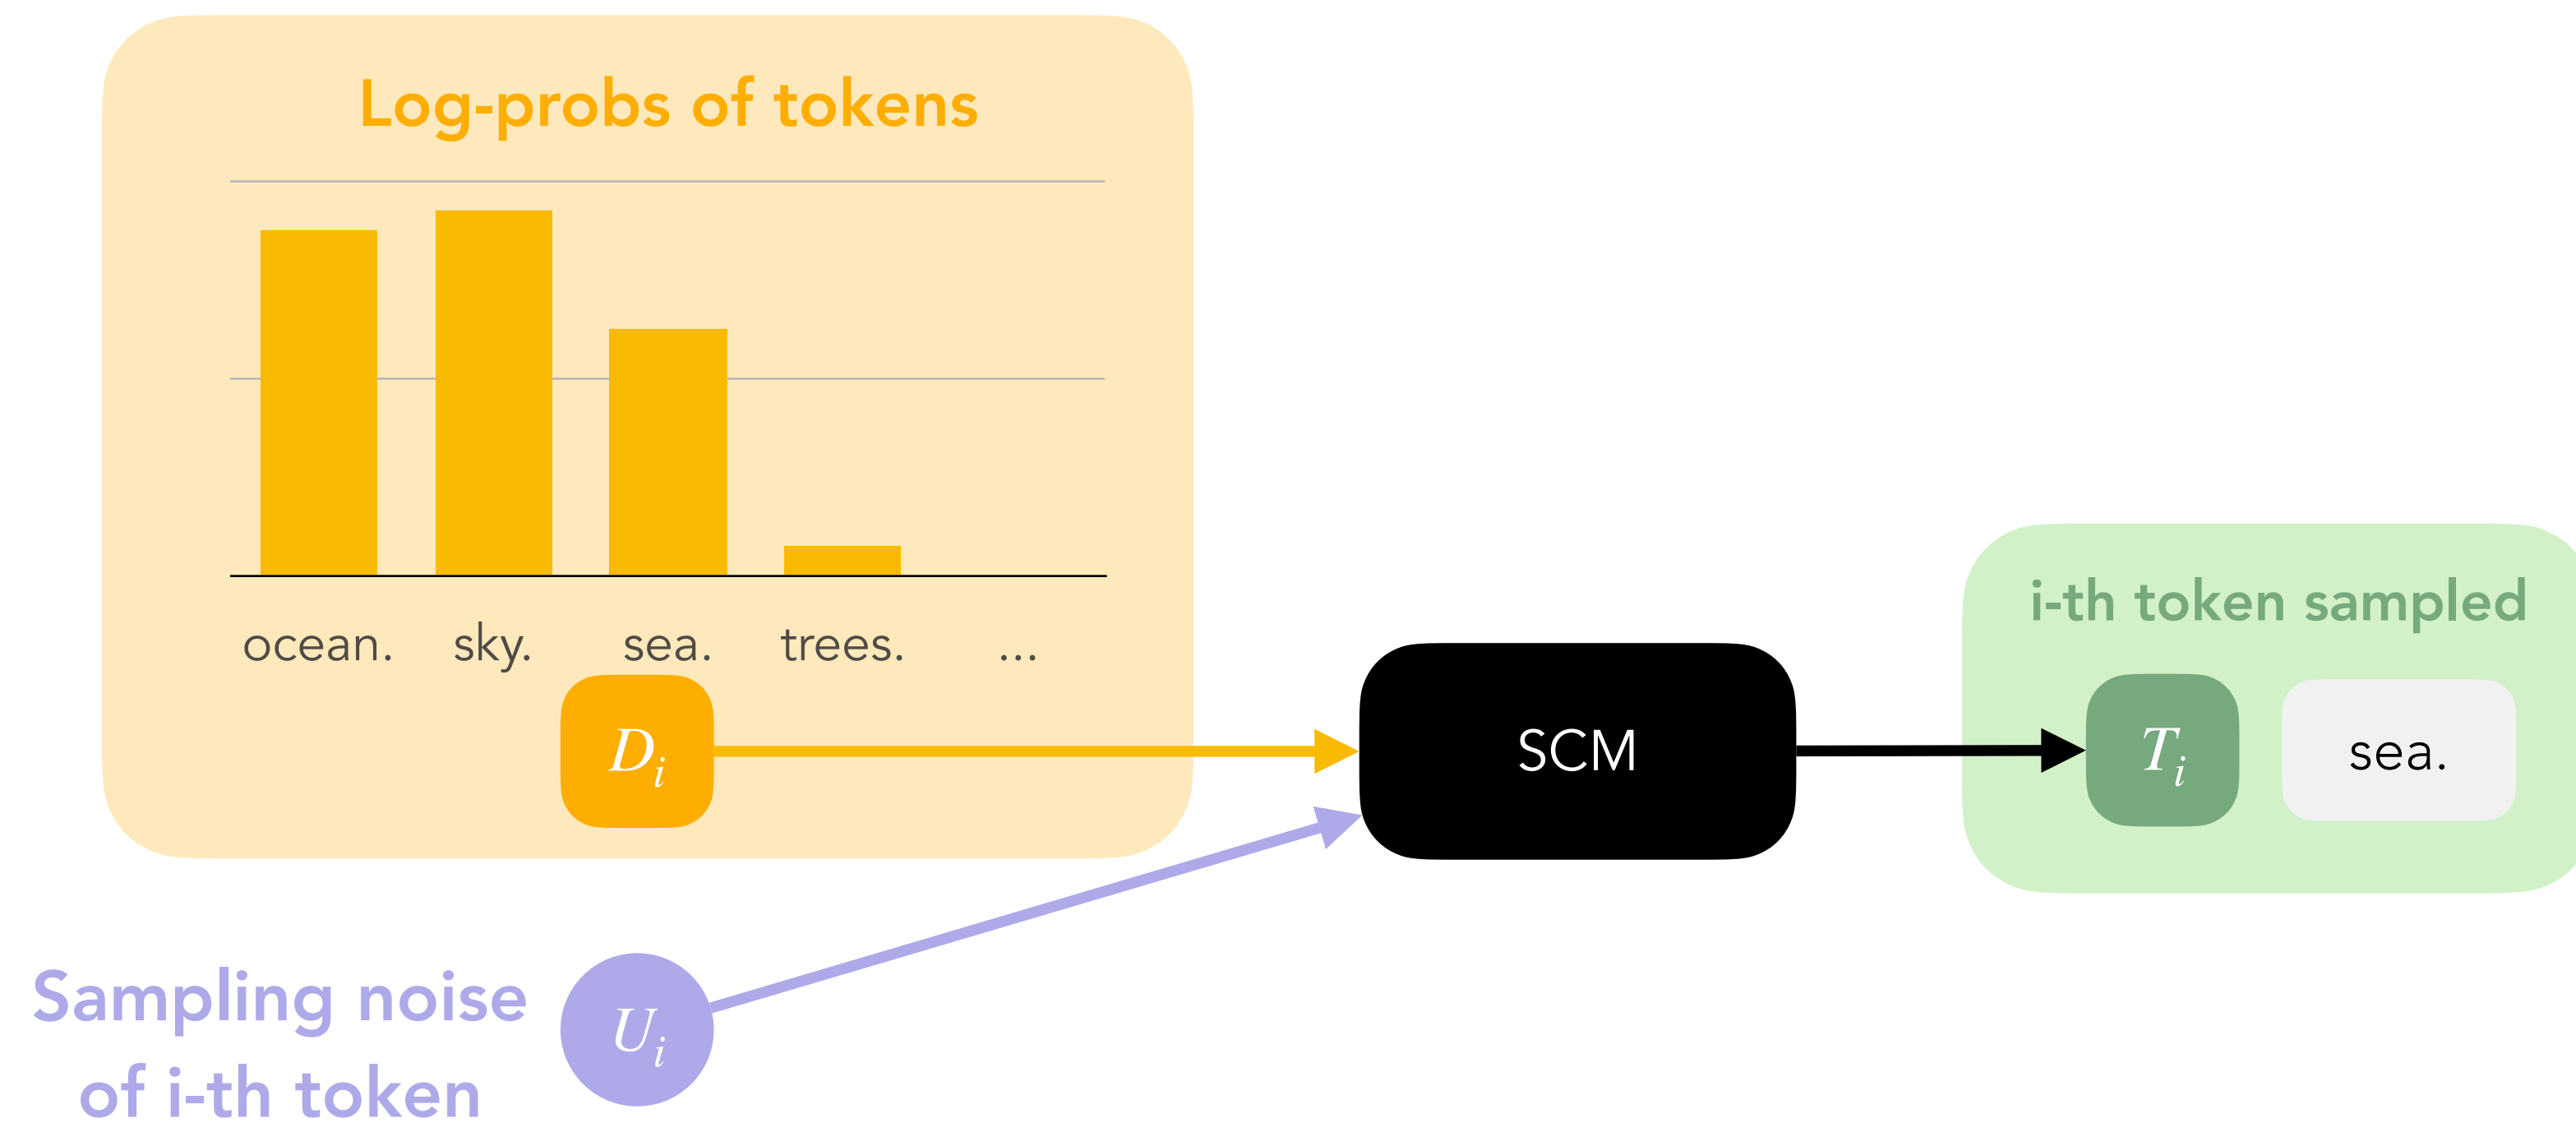 Log-probs of tokens
ocean. sky. sea. trees. ...
D_i
SCM
i-th token sampled
T_i sea.
Sampling noise
of i-th token
U_i